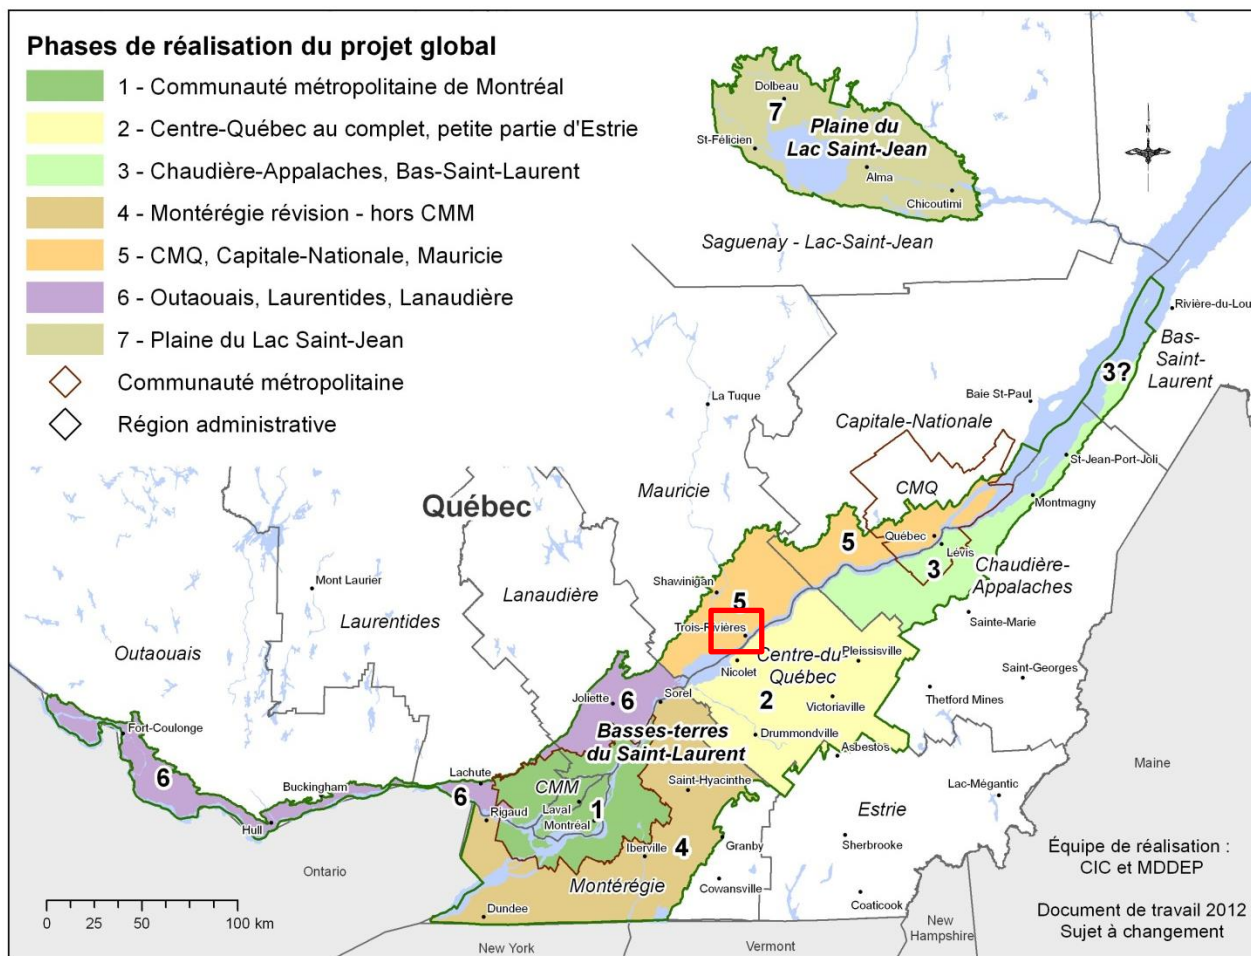 Phases de réalisation du projet global
1 - Communauté métropolitaine de Montréal
2 - Centre-Québec au complet, petite partie d'Estrie
3 - Chaudière-Appalaches, Bas-Saint-Laurent
4 - Montérégie révision - hors CMM
5 - CMQ, Capitale-Nationale, Mauricie
6 - Outaouais, Laurentides, Lanaudière
7 - Plaine du Lac Saint-Jean
Communauté métropolitaine
Région administrative
Dolbeau
7
Plaine du
Lac Saint-Jean
St-Félicien
Alma
Chicoutimi
Saguenay - Lac-Saint-Jean
N
Rivière-du-Lou
Bas-
Saint-
Laurent
3?
La Tuque
Baie St-Paul
Capitale-Nationale
St-Jean-Port-Joli
Mauricie
CMQ
Montmagny
Québec
5
Québec
Lévis
3
Chaudière-
Appalaches
Mont Laurier
Laurentides
Lanaudière
Shawinigan
5
Sainte-Marie
Trois-Rivières
Outaouais
Nicolet
Centre-du-
Québec
Plessisville
Saint-Georges
Joliette
6
Sorel
2
Victoriaville
Thetford Mines
Fort-Coulonge
Basses-terres
du Saint-Laurent
Drummondville
Asbestos
6
Buckingham
Lachute
CMM
Saint-Hyacinthe
Lac-Mégantic
Maine
Hull
6
Rigaud
Laval
1
Montréal
Estrie
Iberville
4
Granby
Sherbrooke
Ontario
Montérégie
Cowansville
Coaticook
Équipe de réalisation :
CIC et MDDEP
0 25 50 100 km
Dundee
New
Hampshire
Document de travail 2012
Sujet à changement
New York
Vermont